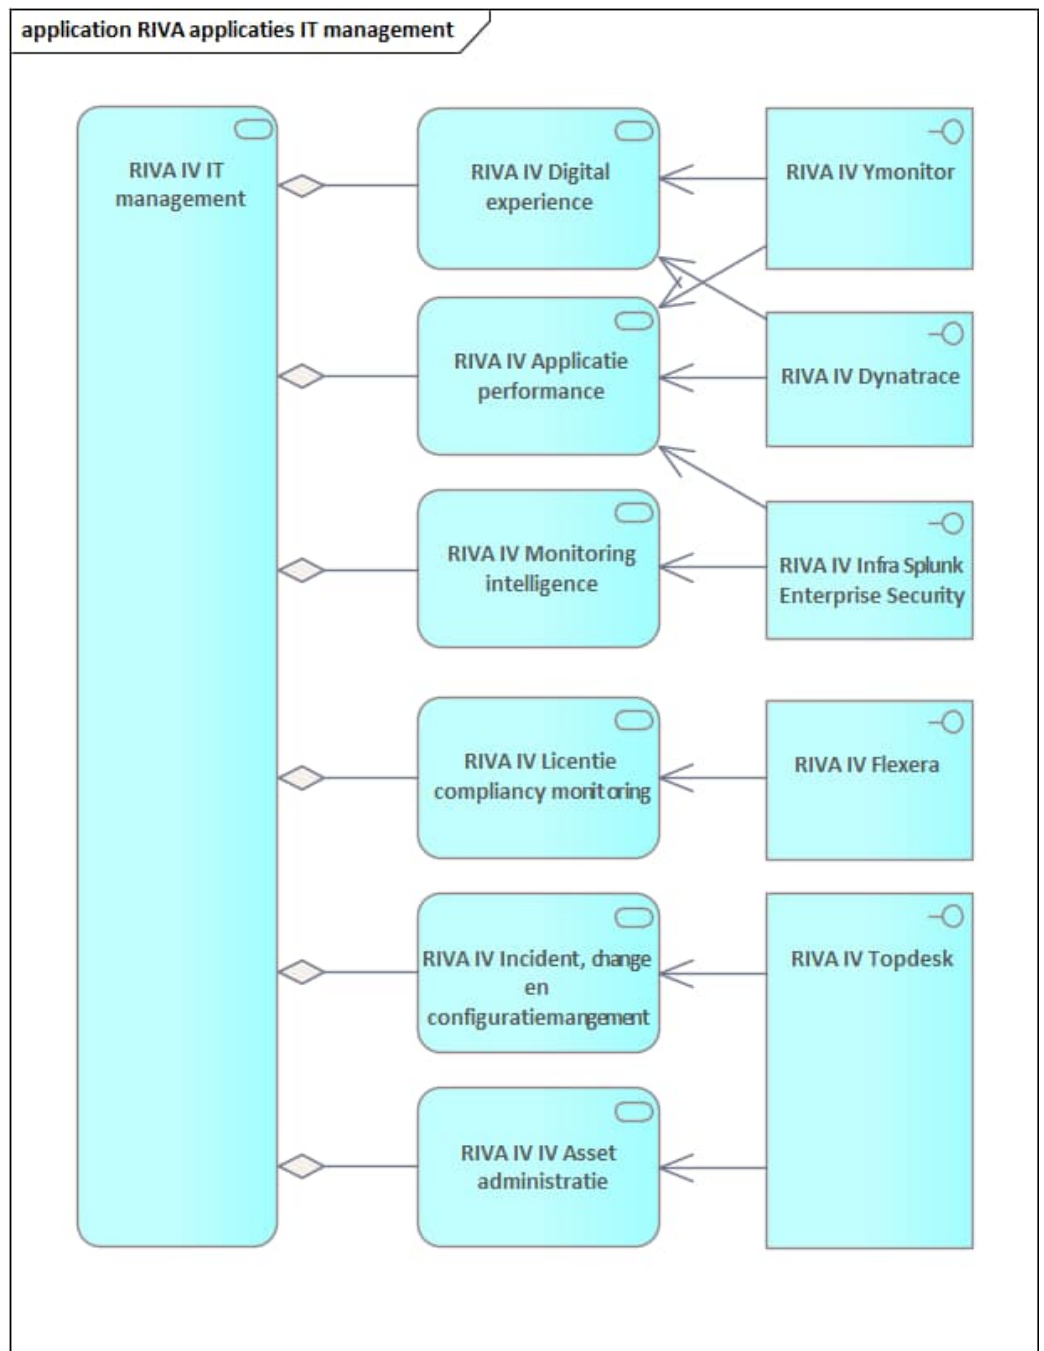 application RIVA applicaties IT management
RIVA IV IT
management
RIVA IV Digital
experience
RIVA IV Ymonitor
RIVA IV Applicatie
performance
RIVA IV Dynatrace
RIVA IV Monitoring
intelligence
RIVA IV Infra Splunk
Enterprise Security
RIVA IV Licentie
compliancy monitoring
RIVA IV Flexera
RIVA IV Incident, change
en
configuratiemangement
RIVA IV Topdesk
RIVA IV IV Asset
administratie